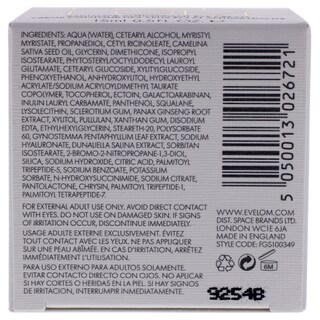 15ml 0.5fl.oz. ℮
INGREDIENTS: AQUA (WATER), CETEARYL ALCOHOL, MYRISTYL
MYRISTATE, PROPANEDIOL, CETYL RICINOLEATE, CAMELINA
SATIVA SEED OIL, GLYCERIN, DIMETHICONE, ISOPROPYL
ISOSTEARATE, PHYTOSTERYL/OCTYLDODECYL LAUROYL
GLUTAMATE, CETEARYL GLUCOSIDE, XYLITYLGLUCOSIDE,
PHENOXYETHANOL, ANHYDROXYLITOL, HYDROXYETHYL
ACRYLATE/SODIUM ACRYLOYLDIMETHYL TAURATE
COPOLYMER, TOCOPHEROL, ECTOIN, GALACTOARABINAN,
INULIN LAURYL CARBAMATE, PANTHENOL, SQUALANE,
LYSOLECITHIN, SCLEROTIUM GUM, PANAX GINSENG ROOT
EXTRACT, XYLITOL, PULLULAN, XANTHAN GUM, DISODIUM
EDTA, ETHYLHEXYLGLYCERIN, STEARETH-20, POLYSORBATE
60, GYNOSTEMMA PENTAPHYLLUM LEAF EXTRACT, SODIUM
HYALURONATE, DUNALIELLA SALINA EXTRACT, SORBITAN
ISOSTEARATE, 2-BROMO-2-NITROPROPANE-1,3-DIOL,
SILICA, SODIUM HYDROXIDE, CITRIC ACID, PALMITOYL
TRIPEPTIDE-5, SODIUM BENZOATE, POTASSIUM
SORBATE, N-HYDROXYSUCCINIMIDE, SODIUM CITRATE,
PANTOLACTONE, CHRYSIN, PALMITOYL TRIPEPTIDE-1,
PALMITOYL TETRAPEPTIDE-7.
FOR EXTERNAL ADULT USE ONLY. AVOID DIRECT CONTACT
WITH EYES. DO NOT USE ON DAMAGED SKIN. IF SIGNS
OF IRRITATION OCCUR, DISCONTINUE IMMEDIATELY.
USAGE ADULTE EXTERNE EXCLUSIVEMENT. ÉVITEZ TOUT
CONTACT AVEC LES YEUX. NE PAS APPLIQUER SUR
UNE PEAU ABÎMÉE. EN CAS D'IRRITATION, ARRÊTEZ
IMMÉDIATEMENT L'UTILISATION.
PARA USO EXTERNO PARA ADULTOS SOLAMENTE.
EVITAR CONTACTO DIRECTO CON OJOS. NO APLICAR SI
HAY CORTES O HERIDAS EN LA PIEL. SI HAY SIGNOS
DE IRRITACION, INTERRUMPIR INMEDIATAMENTE.
5 050013 026721
WWW.EVELOM.COM
DIST. SPACE BRANDS LTD.
LONDON WC1E 6JA
MADE IN ENGLAND
STYLE CODE: FGS100349
6M
92548